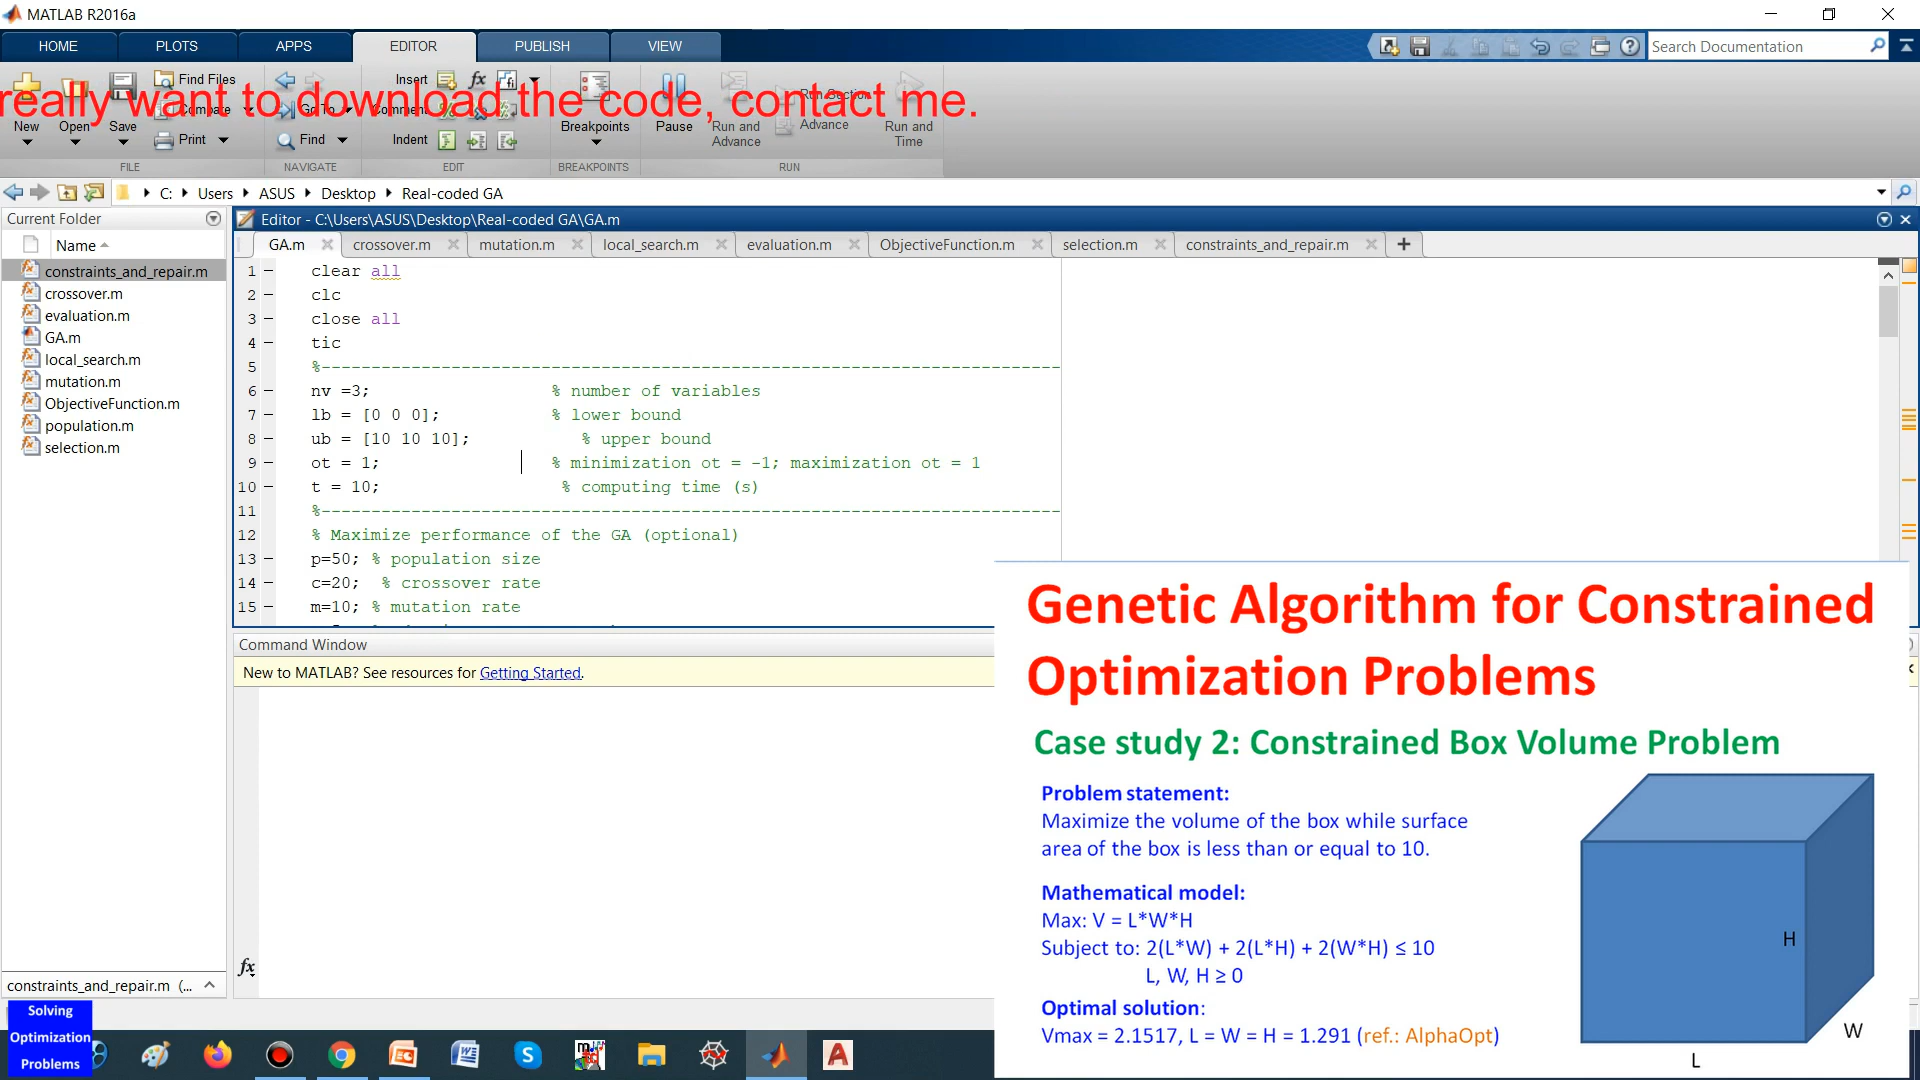 MATLAB R2016a
HOME PLOTS APPS EDITOR PUBLISH VIEW Search Documentation
Find Files Insert fx fi
really want to download the code, contact me.
Compare Go To Comment % Run Section
New Open Save Print Find Indent Breakpoints Pause Run and Advance Advance Run and Time
FILE NAVIGATE EDIT BREAKPOINTS RUN
C: Users ASUS Desktop Real-coded GA
Current Folder
Name
constraints_and_repair.m
crossover.m
evaluation.m
GA.m
local_search.m
mutation.m
ObjectiveFunction.m
population.m
selection.m
constraints_and_repair.m (...
Editor - C:\Users\ASUS\Desktop\Real-coded GA\GA.m
GA.m crossover.m mutation.m local_search.m evaluation.m ObjectiveFunction.m selection.m constraints_and_repair.m +
1 – clear all
2 – clc
3 – close all
4 – tic
5 %--------------------------------------------------------------------------
6 – nv =3; % number of variables
7 – lb = [0 0 0]; % lower bound
8 – ub = [10 10 10]; % upper bound
9 – ot = 1; % minimization ot = -1; maximization ot = 1
10 – t = 10; % computing time (s)
11 %--------------------------------------------------------------------------
12 % Maximize performance of the GA (optional)
13 – p=50; % population size
14 – c=20; % crossover rate
15 – m=10; % mutation rate
Command Window
New to MATLAB? See resources for Getting Started.
fx
Genetic Algorithm for Constrained
Optimization Problems
Case study 2: Constrained Box Volume Problem
Problem statement:
Maximize the volume of the box while surface
area of the box is less than or equal to 10.
Mathematical model:
Max: V = L*W*H
Subject to: 2(L*W) + 2(L*H) + 2(W*H) ≤ 10
L, W, H ≥ 0
Optimal solution:
Vmax = 2.1517, L = W = H = 1.291 (ref.: AlphaOpt)
H
W
L
Solving
Optimization
Problems